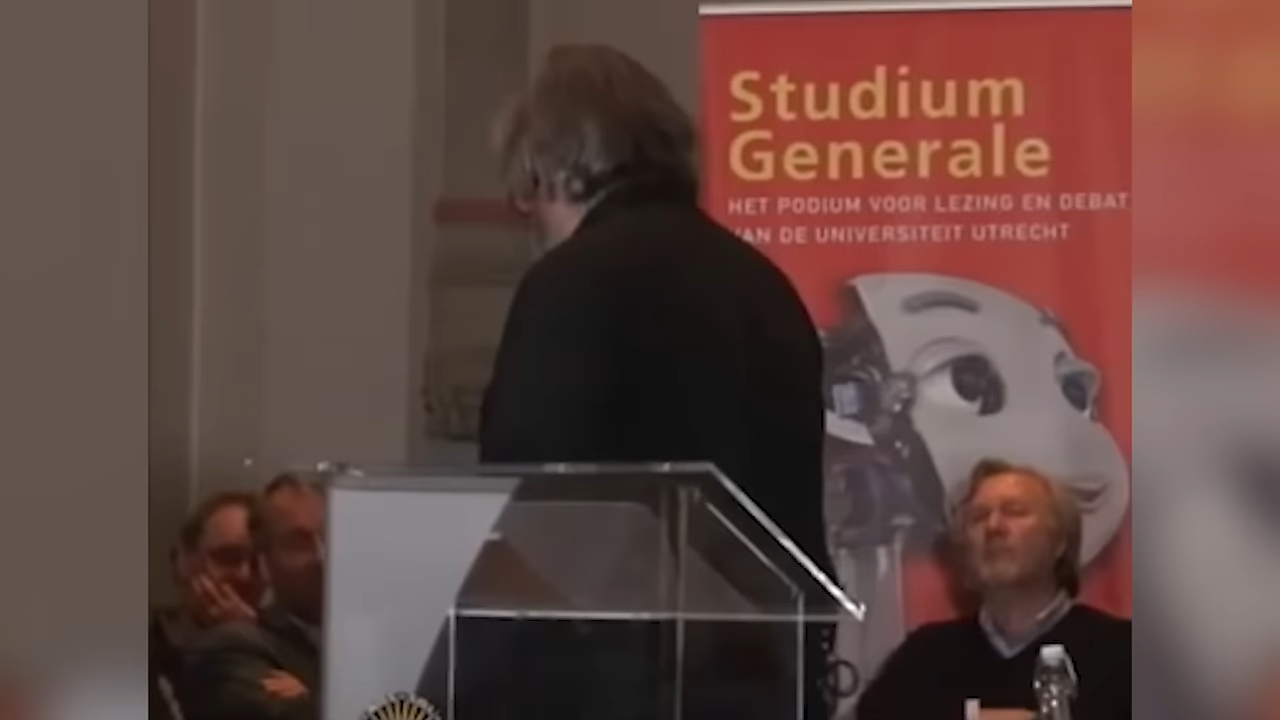 Studium
Generale
HET PODIUM VOOR LEZING EN DEBAT
VAN DE UNIVERSITEIT UTRECHT